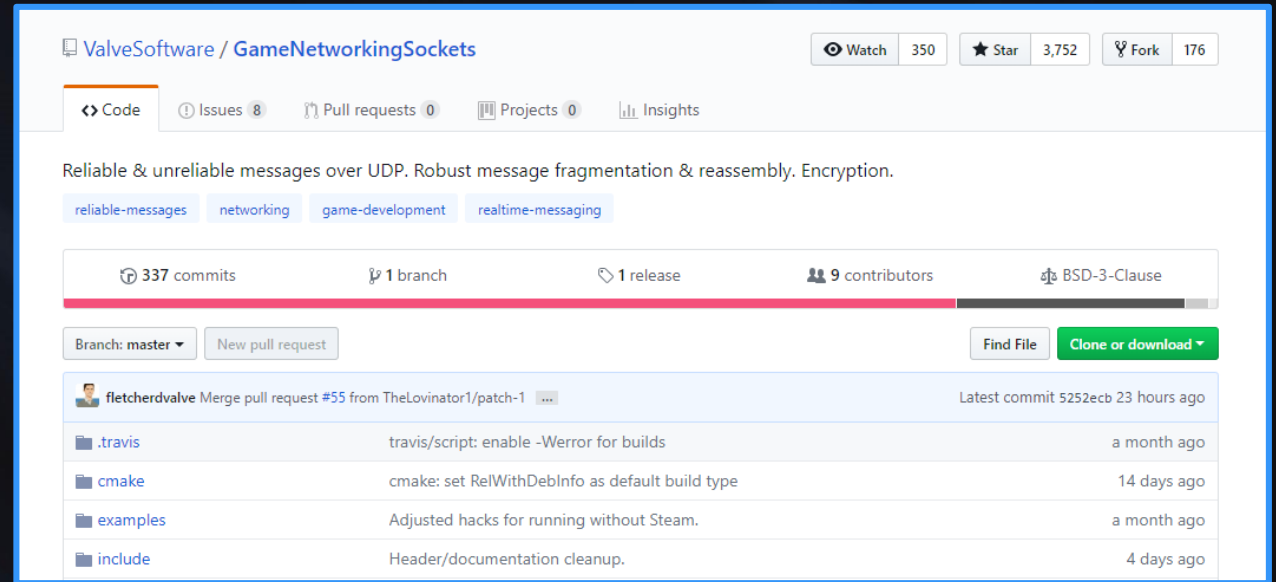 ValveSoftware / GameNetworkingSockets Watch 350 Star 3,752 Fork 176
Code Issues 8 Pull requests 0 Projects 0 Insights
Reliable & unreliable messages over UDP. Robust message fragmentation & reassembly. Encryption.
reliable-messages networking game-development realtime-messaging
337 commits 1 branch 1 release 9 contributors BSD-3-Clause
Branch: master New pull request Find File Clone or download
fletcherdvalve Merge pull request #55 from TheLovinator1/patch-1 ... Latest commit 5252ecb 23 hours ago
.travis travis/script: enable -Werror for builds a month ago
cmake cmake: set RelWithDebInfo as default build type 14 days ago
examples Adjusted hacks for running without Steam. a month ago
include Header/documentation cleanup. 4 days ago